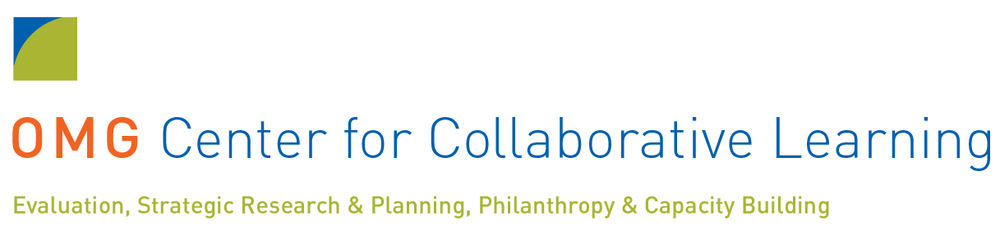 OMG Center for Collaborative Learning
Evaluation, Strategic Research & Planning, Philanthropy & Capacity Building